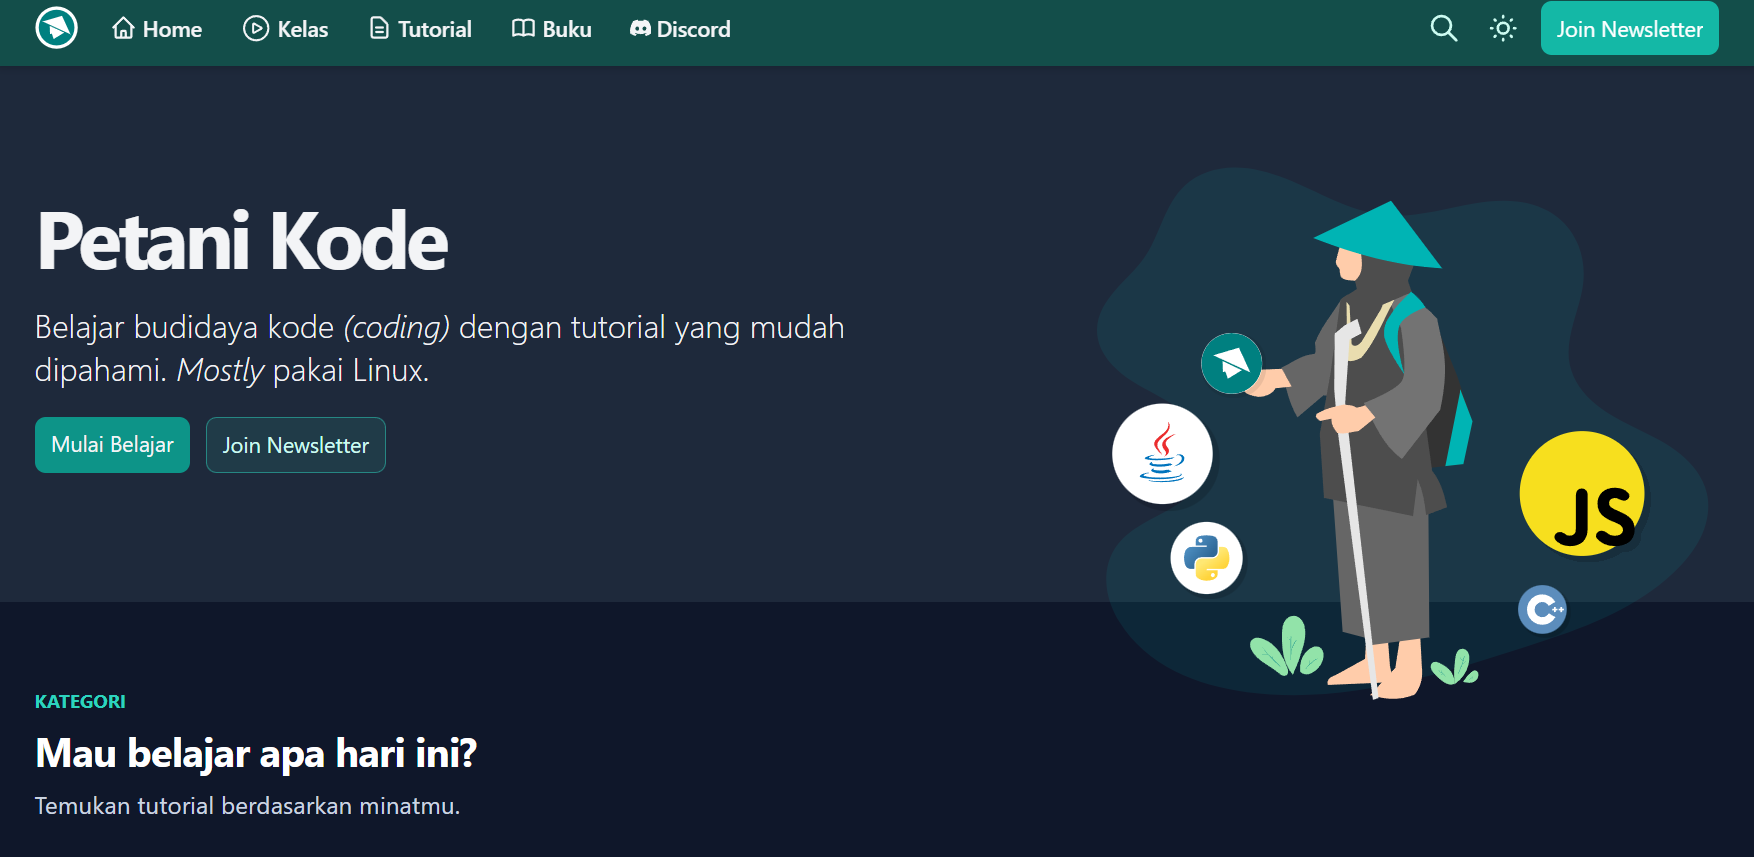 Home Kelas Tutorial Buku Discord Join Newsletter
Petani Kode
Belajar budidaya kode (coding) dengan tutorial yang mudah
dipahami. Mostly pakai Linux.
Mulai Belajar Join Newsletter
JS
C++
KATEGORI
Mau belajar apa hari ini?
Temukan tutorial berdasarkan minatmu.